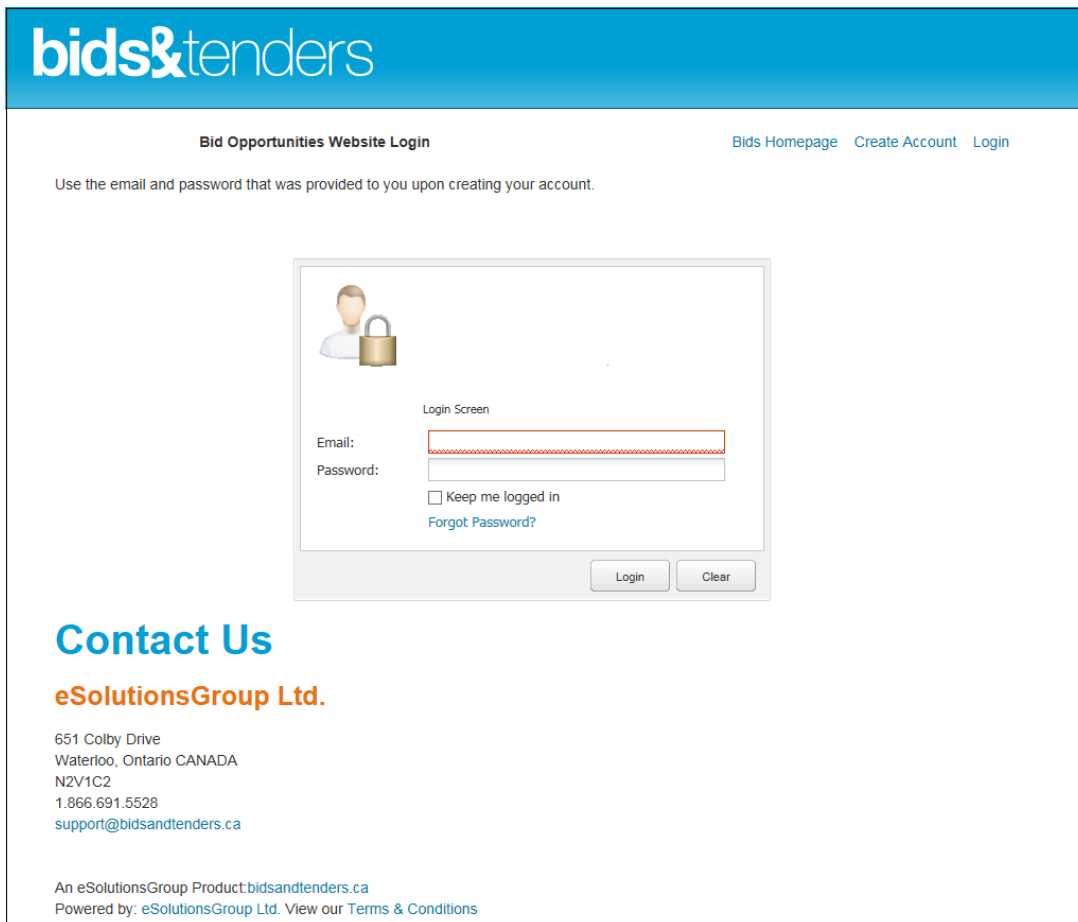 bids&tenders
Bid Opportunities Website Login
Bids Homepage Create Account Login
Use the email and password that was provided to you upon creating your account.
Login Screen
Email:
Password:
Keep me logged in
Forgot Password?
Login Clear
Contact Us
eSolutionsGroup Ltd.
651 Colby Drive
Waterloo, Ontario CANADA
N2V1C2
1.866.691.5528
support@bidsandtenders.ca
An eSolutionsGroup Product:bidsandtenders.ca
Powered by: eSolutionsGroup Ltd. View our Terms & Conditions